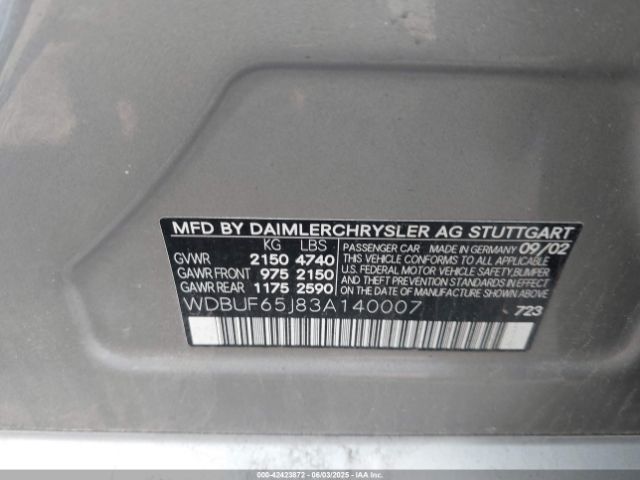 MFD BY DAIMLERCHRYSLER AG STUTTGART
KG LBS
GVWR 2150 4740
GAWR FRONT 975 2150
GAWR REAR 1175 2590
PASSENGER CAR MADE IN GERMANY 09/02
THIS VEHICLE CONFORMS TO ALL APPLICABLE
U.S. FEDERAL MOTOR VEHICLE SAFETY, BUMPER
AND THEFT PREVENTION STANDARDS IN EFFECT
ON THE DATE OF MANUFACTURE SHOWN ABOVE.
WDBUF65J83A140007
723
000-42423872 | 06/03/2025 | IAAI.COM